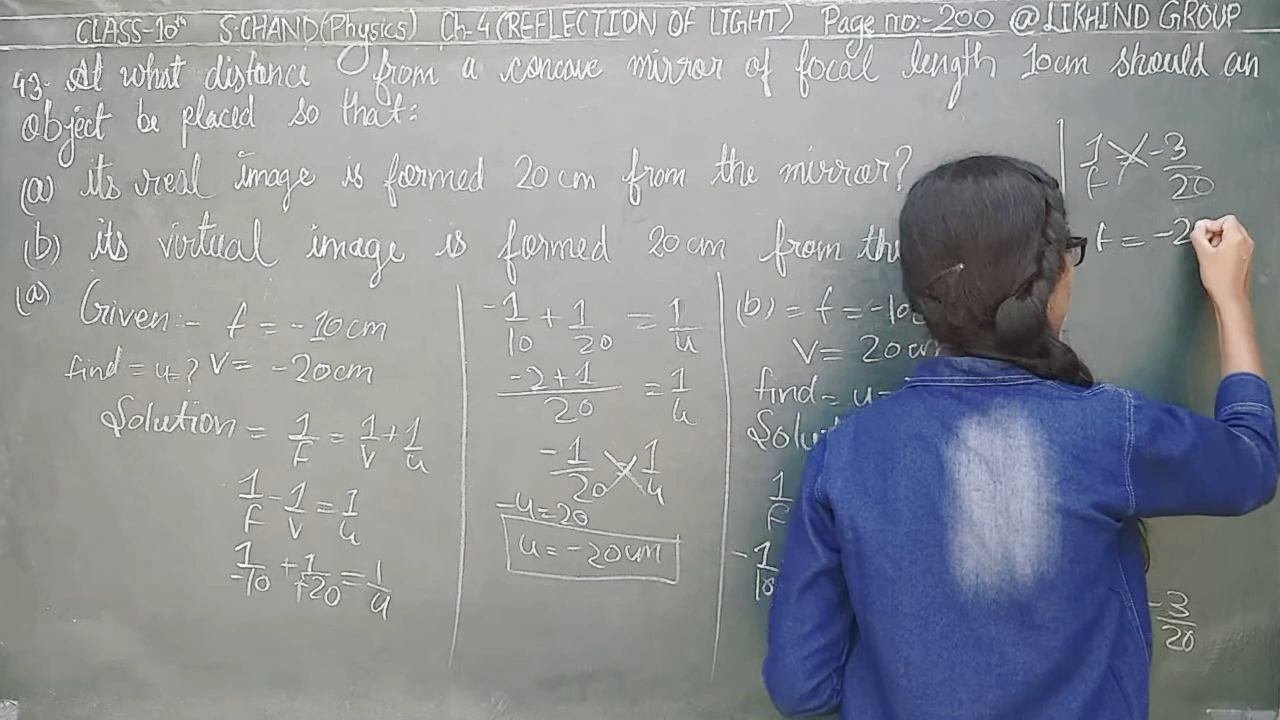 CLASS-10th S.CHAND(Physics) Ch-4(REFLECTION OF LIGHT) Page no:-200 @LIKHIND GROUP
43. At what distance from a concave mirror of focal length 10cm should an
object be placed so that:
(a) its real image is formed 20cm from the mirror?
(b) its virtual image is formed 20cm from the
(a) Given:- f = -10cm
find = u=? V= -20cm
Solution = 1/F = 1/V + 1/u
1/F - 1/V = 1/u
1/-10 + 1/+20 = 1/u
-1/10 + 1/20 = 1/u
-2+1/20 = 1/u
-1/20 1/u
-u=20
u = -20cm
(b) = f = -10
V= 20
find= u
1/F
-1/10
-3/20
1/f -3/20
f = -2